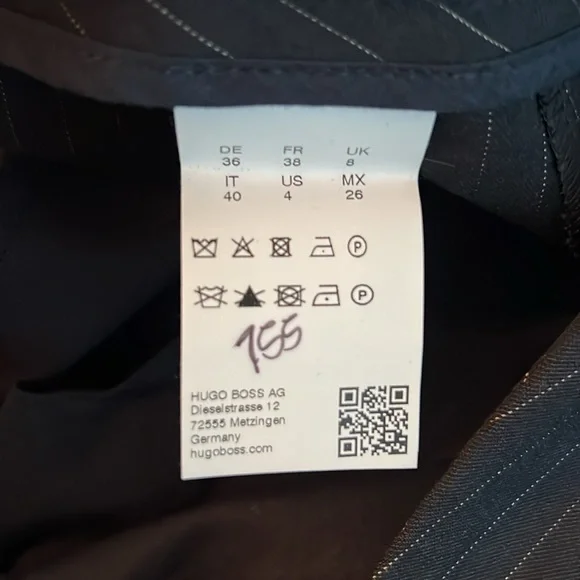 DE FR UK
36 38 8
IT US MX
40 4 26
P
P
155
HUGO BOSS AG
Dieselstrasse 12
72555 Metzingen
Germany
hugoboss.com